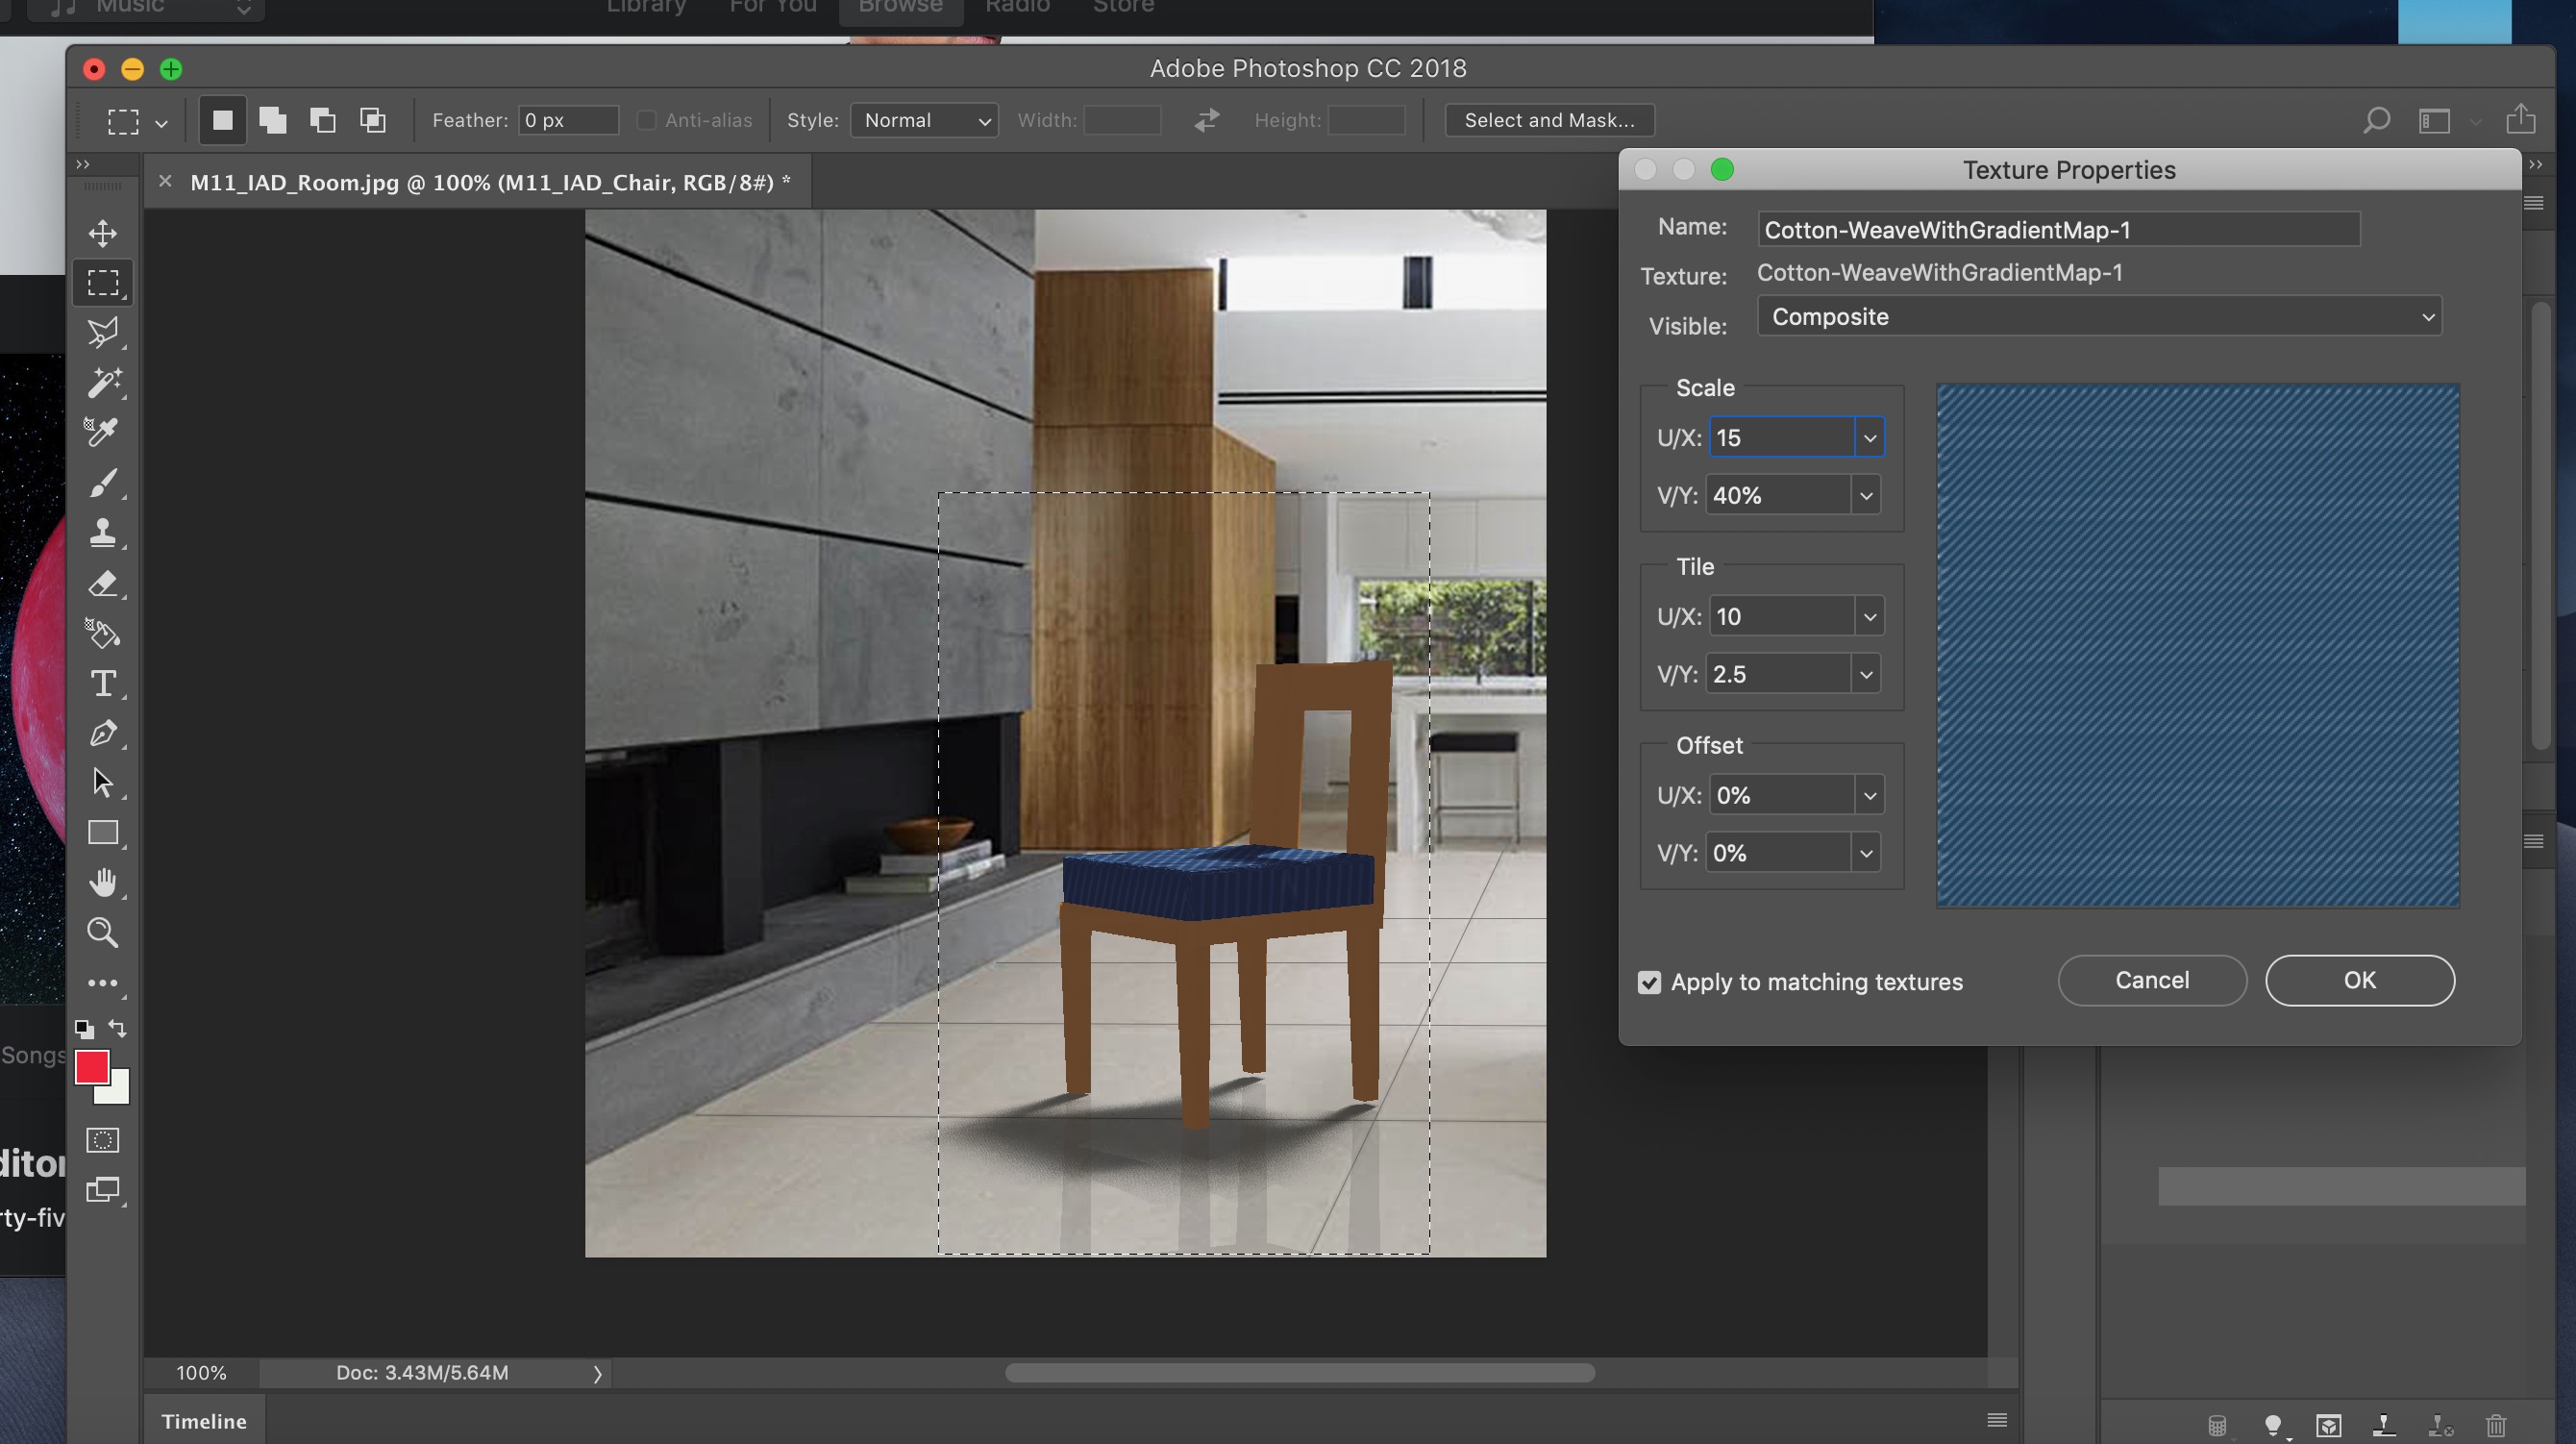 Music
Library For You Browse Radio Store
Adobe Photoshop CC 2018
Feather: 0 px Anti-alias Style: Normal Width: Height: Select and Mask...
M11_IAD_Room.jpg @ 100% (M11_IAD_Chair, RGB/8#) *
Texture Properties
Name: Cotton-WeaveWithGradientMap-1
Texture: Cotton-WeaveWithGradientMap-1
Visible: Composite
Scale
U/X: 15
V/Y: 40%
Tile
U/X: 10
V/Y: 2.5
Offset
U/X: 0%
V/Y: 0%
Apply to matching textures Cancel OK
Songs
ditor
rty-fiv
100% Doc: 3.43M/5.64M
Timeline